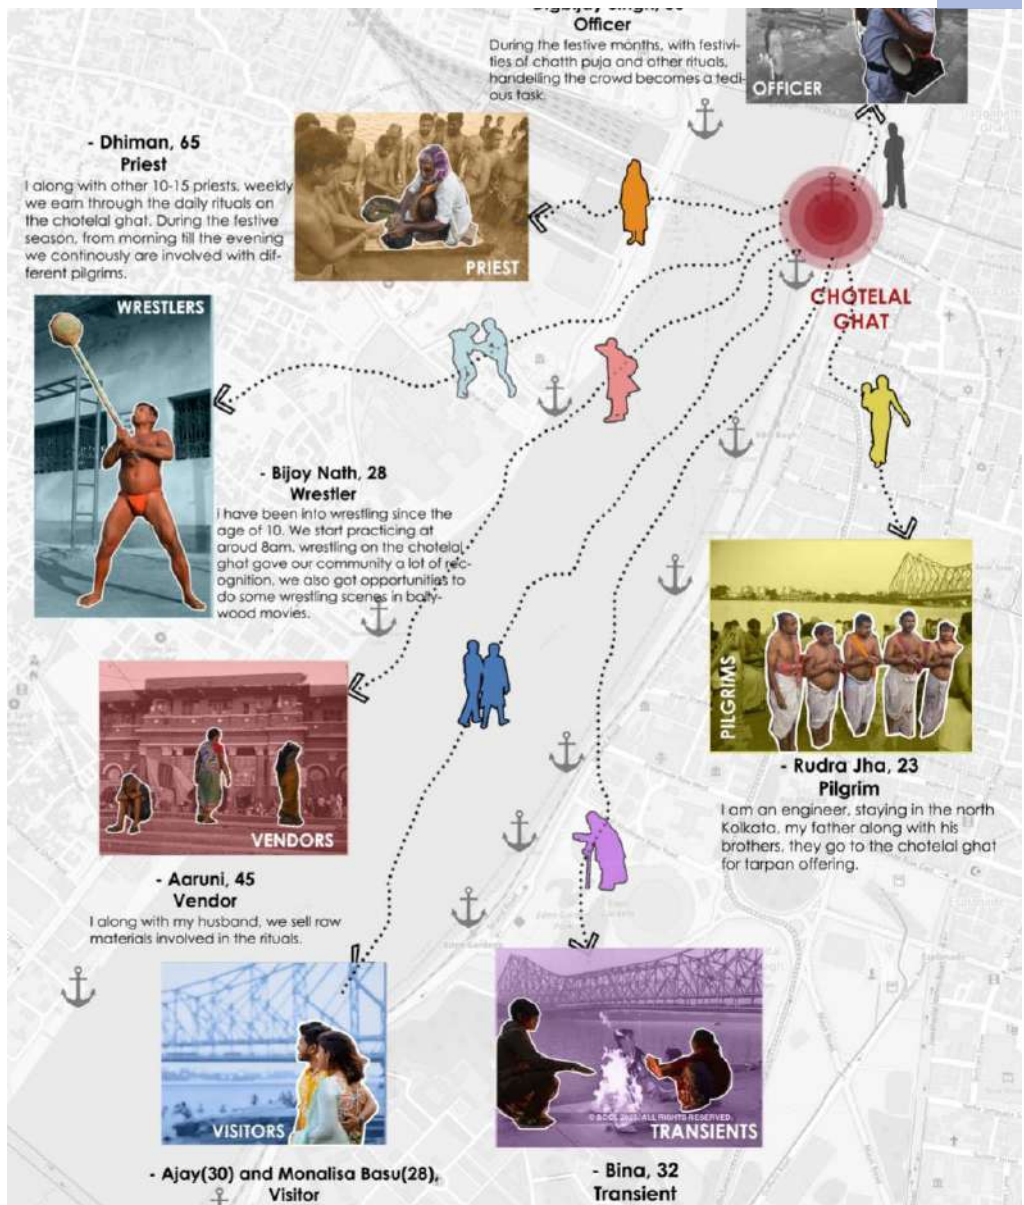 Officer
During the festive months, with festivi-
ties of chatth puja and other rituals,
handelling the crowd becomes a tedi-
ous task.
OFFICER
- Dhiman, 65
Priest
I along with other 10-15 priests, weekly
we earn through the daily rituals on
the chotelal ghat. During the festive
season, from morning till the evening
we continously are involved with dif-
ferent pilgrims.
PRIEST
CHOTELAL
GHAT
WRESTLERS
- Bijay Nath, 28
Wrestler
i have been into wrestling since the
age of 10. We start practicing at
aroud 8am. wrestling on the chotelal
ghat gave our community a lot of rec-
ognition, we also got opportunities to
do some wrestling scenes in bolly-
wood movies.
PILGRIMS
- Rudra Jha, 23
Pilgrim
I am an engineer, staying in the north
Kolkata, my father along with his
brothers, they go to the chotelal ghat
for tarpan offering.
VENDORS
- Aaruni, 45
Vendor
I along with my husband, we sell raw
materials involved in the rituals.
VISITORS
- Ajay(30) and Monalisa Basu(28),
Visitor
ALL RIGHTS RESERVED.
TRANSIENTS
- Bina, 32
Transient